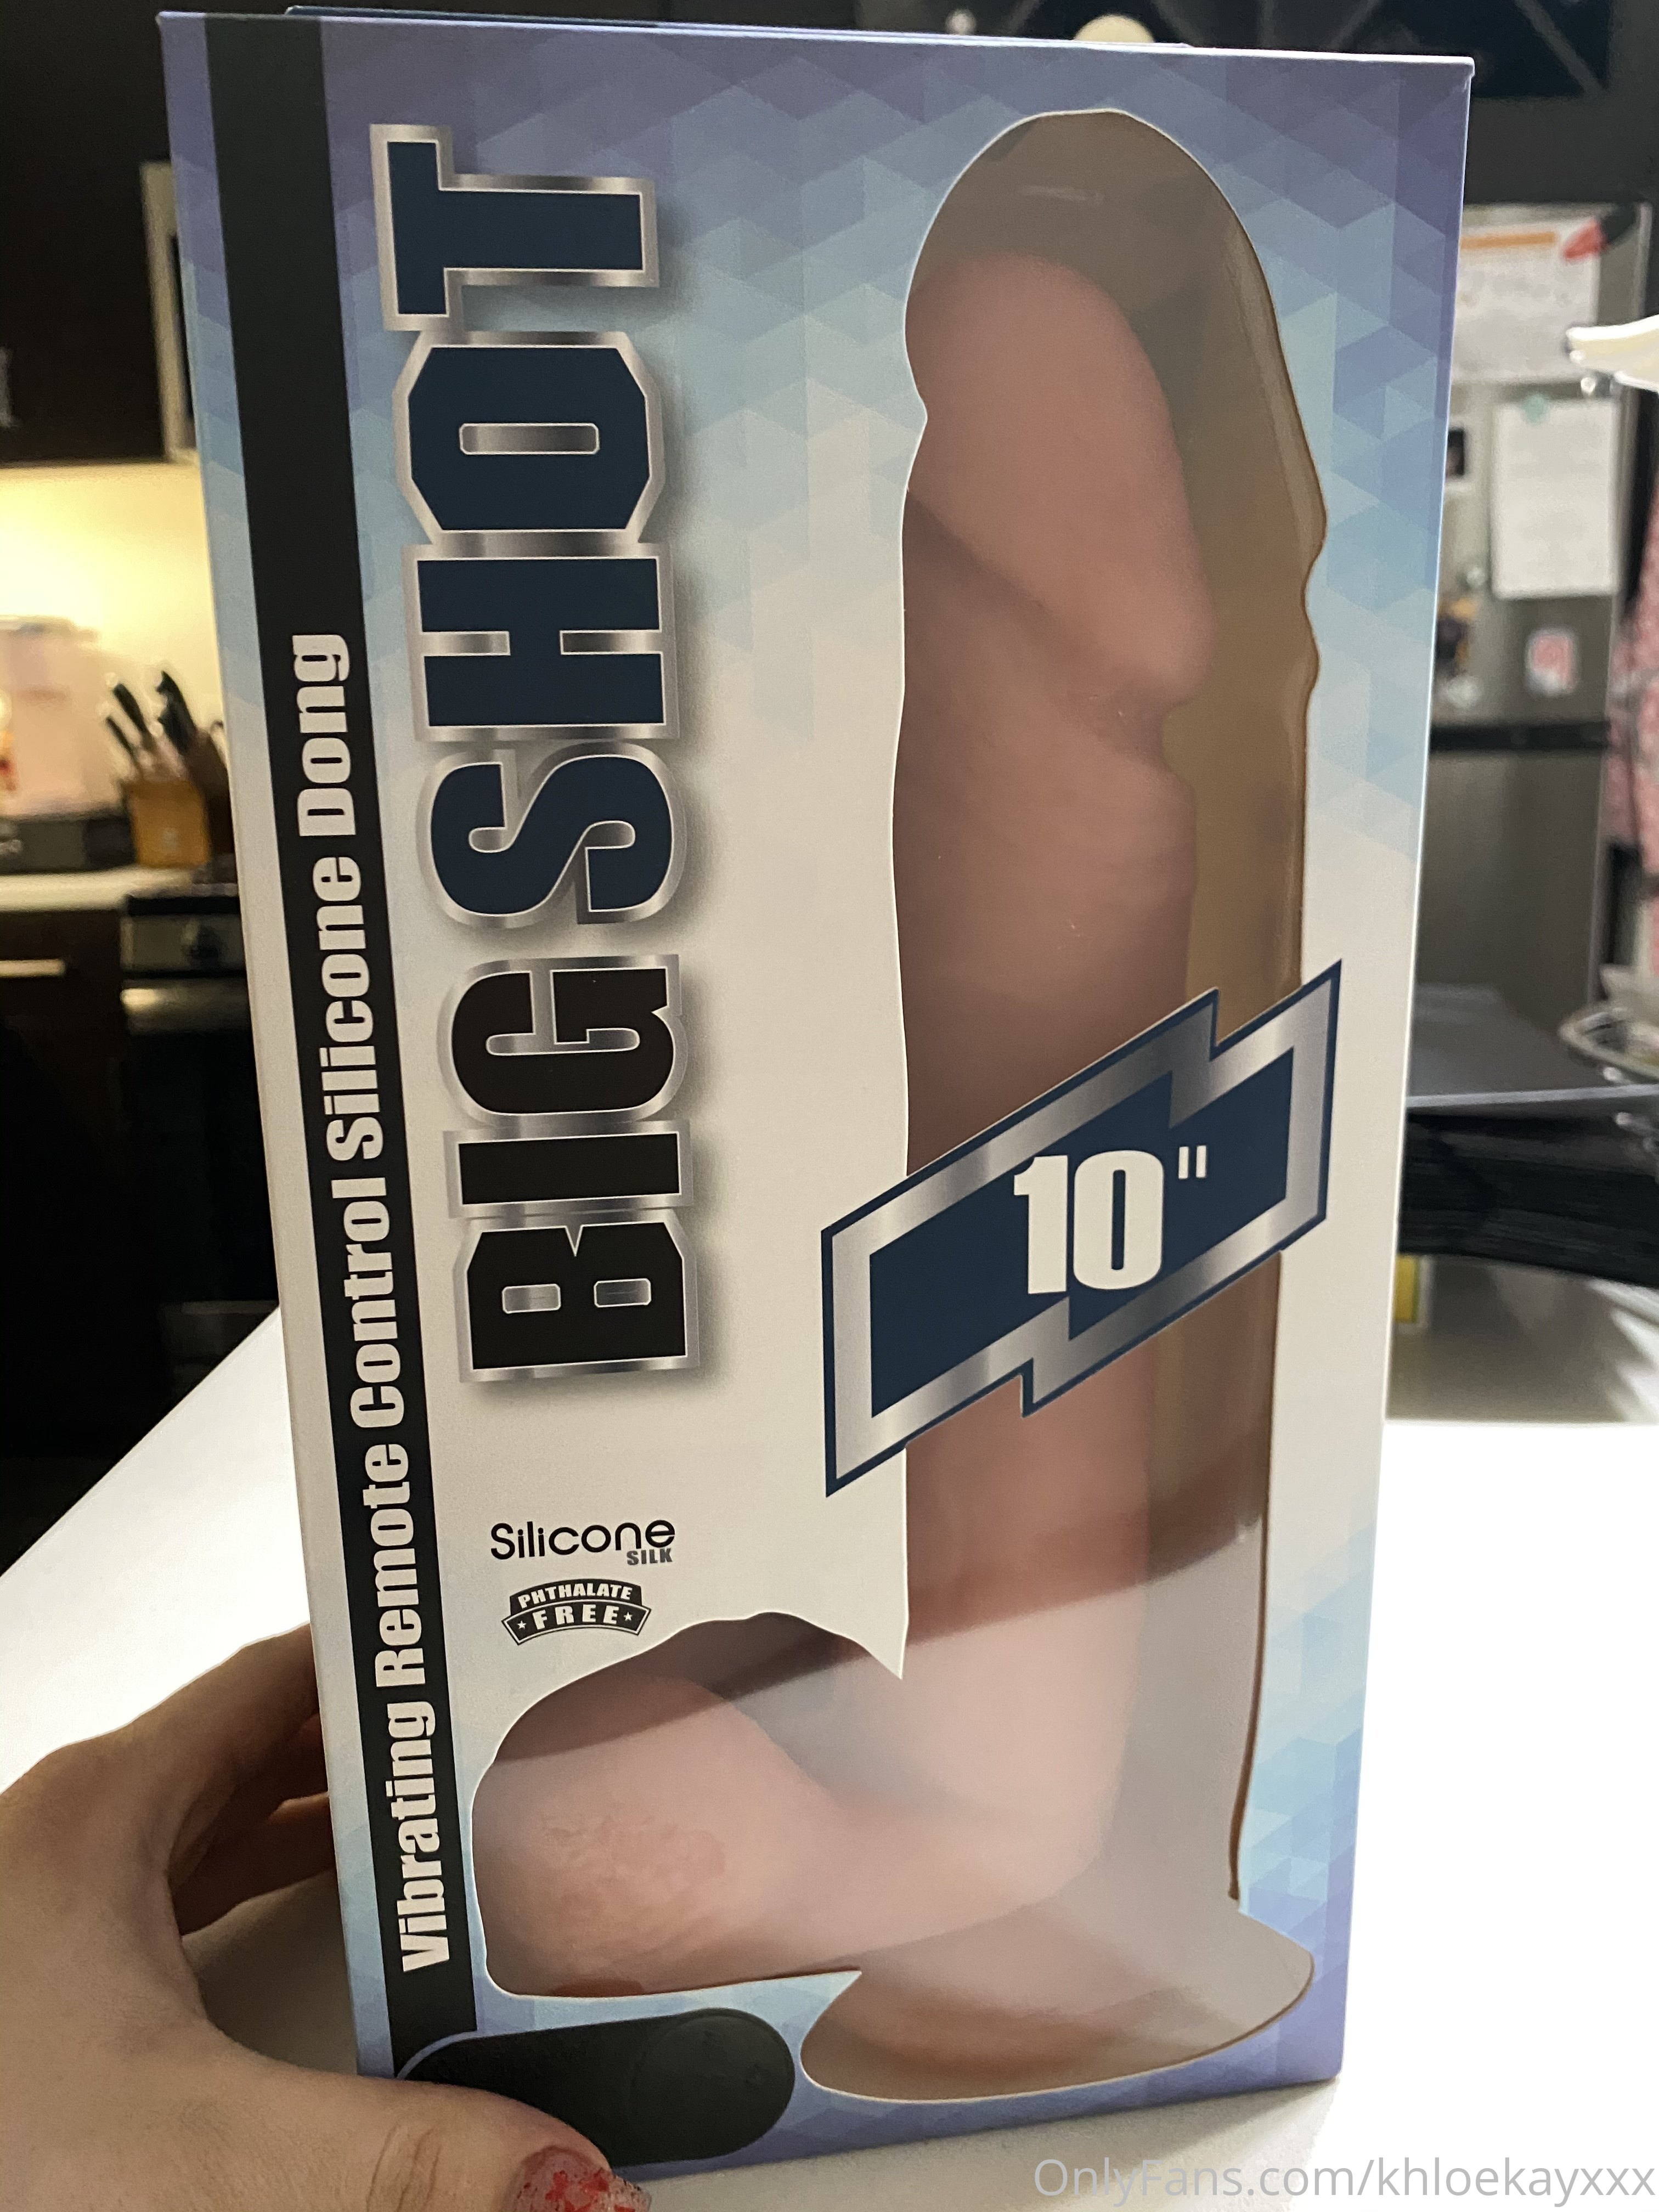 Vibrating Remote Control Silicone Dong
BIG SHOT
10"
Silicone
SILK
PHTHALATE
FREE
OnlyFans.com/khloekayxxx